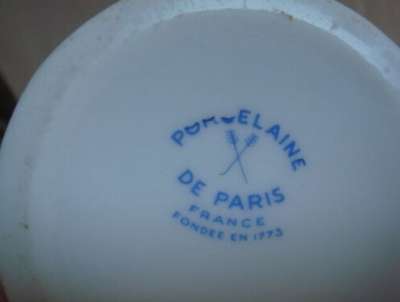 PORCELAINE
DE PARIS
FRANCE
FONDEE EN 1773